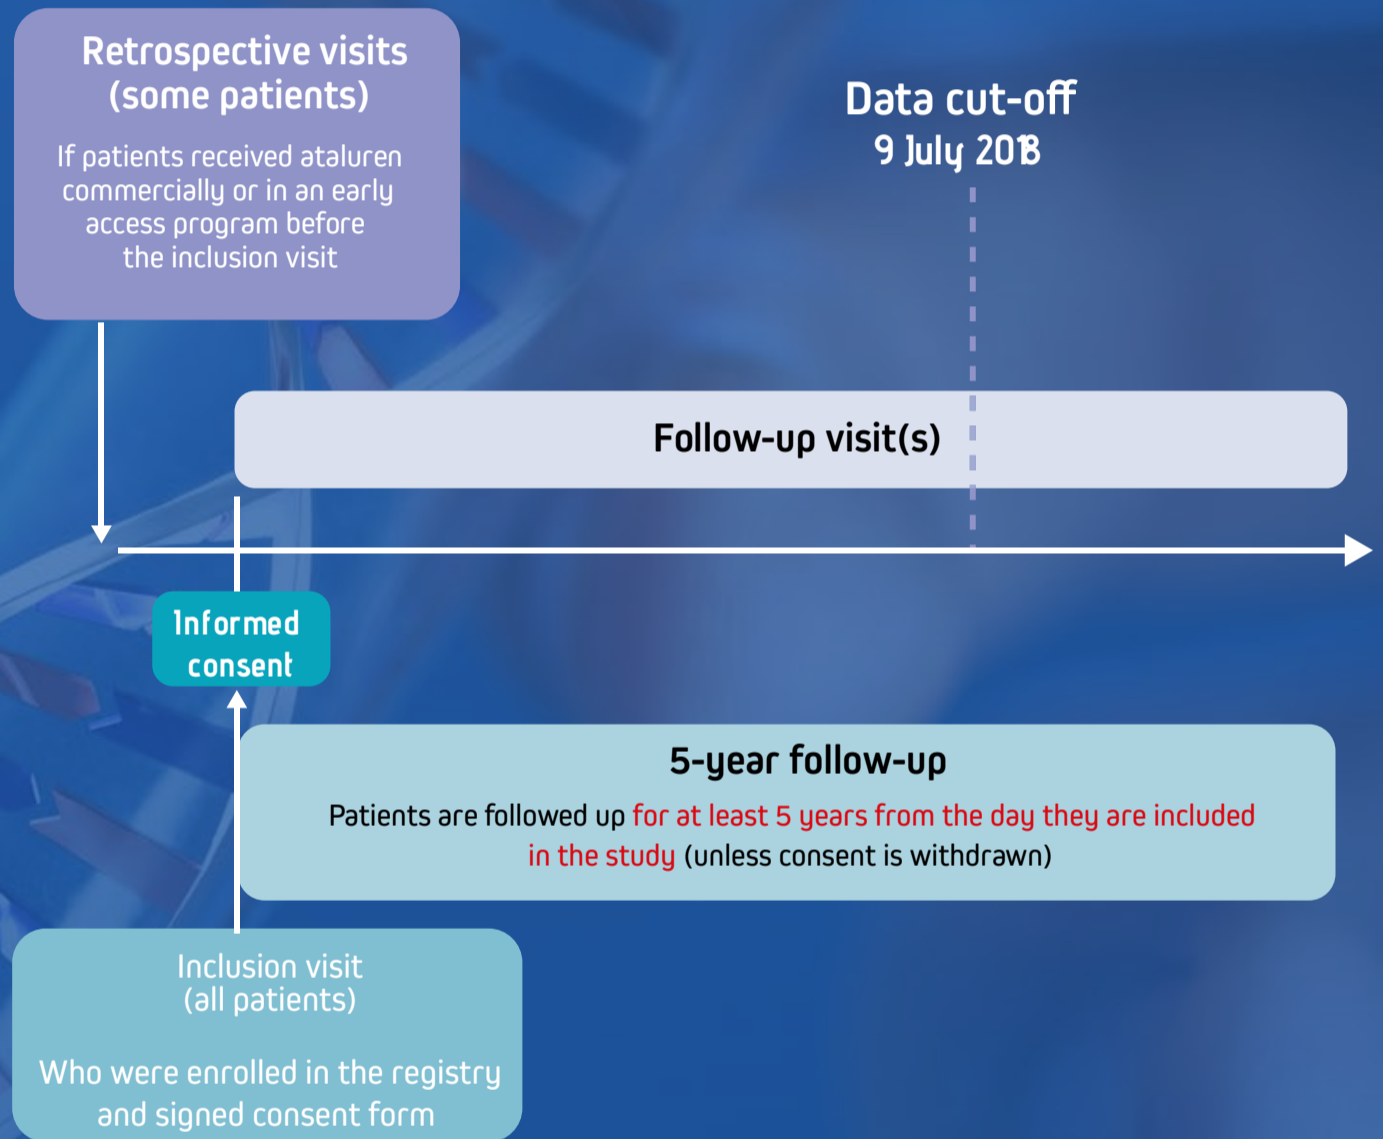 Retrospective visits
(some patients)
If patients received ataluren
commercially or in an early
access program before
the inclusion visit
Data cut-off
9 July 2018
Follow-up visit(s)
Informed
consent
5-year follow-up
Patients are followed up for at least 5 years from the day they are included
in the study (unless consent is withdrawn)
Inclusion visit
(all patients)
Who were enrolled in the registry
and signed consent form